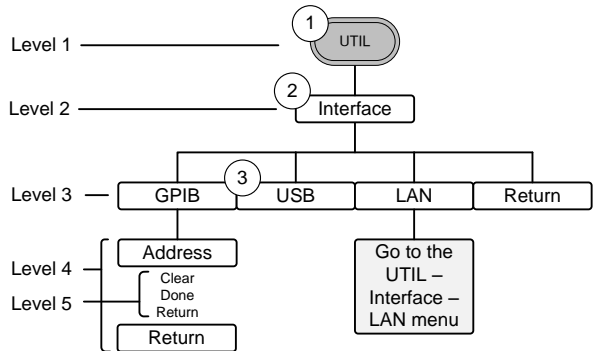 1
Level 1
UTIL
2
Level 2
Interface
3
Level 3
GPIB
USB
LAN
Return
Level 4
Level 5
Address
Clear
Done
Return
Return
Go to the
UTIL –
Interface –
LAN menu